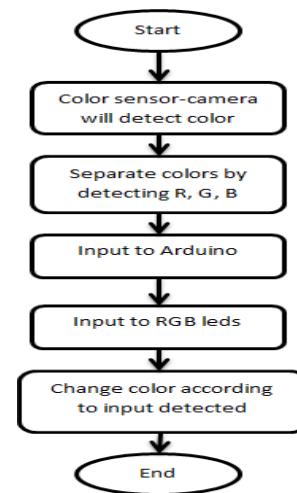 Start
Color sensor-camera
will detect color
Separate colors by
detecting R, G, B
Input to Arduino
Input to RGB leds
Change color according
to input detected
End